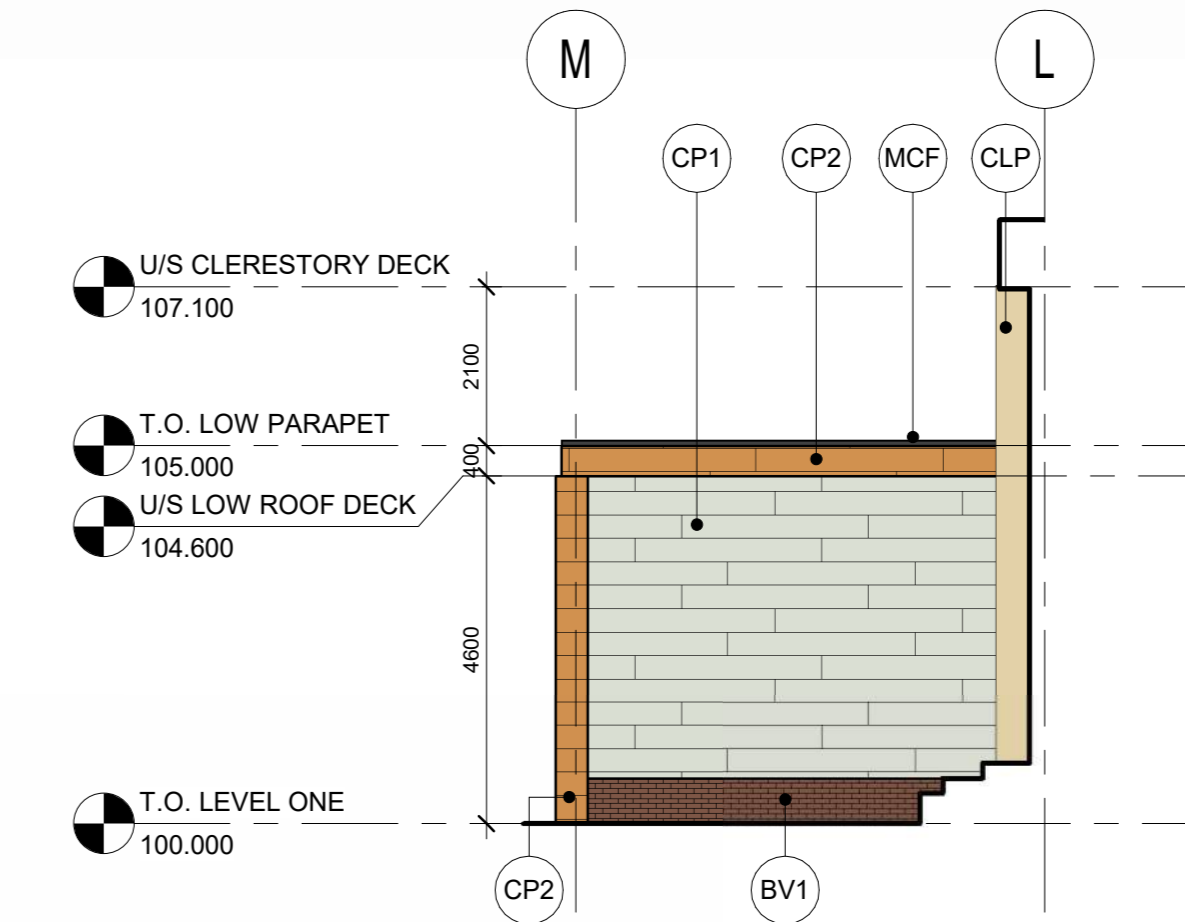 M
L
CP1
CP2
MCF
CLP
U/S CLERESTORY DECK
107.100
2100
T.O. LOW PARAPET
105.000
400
U/S LOW ROOF DECK
104.600
4600
T.O. LEVEL ONE
100.000
CP2
BV1